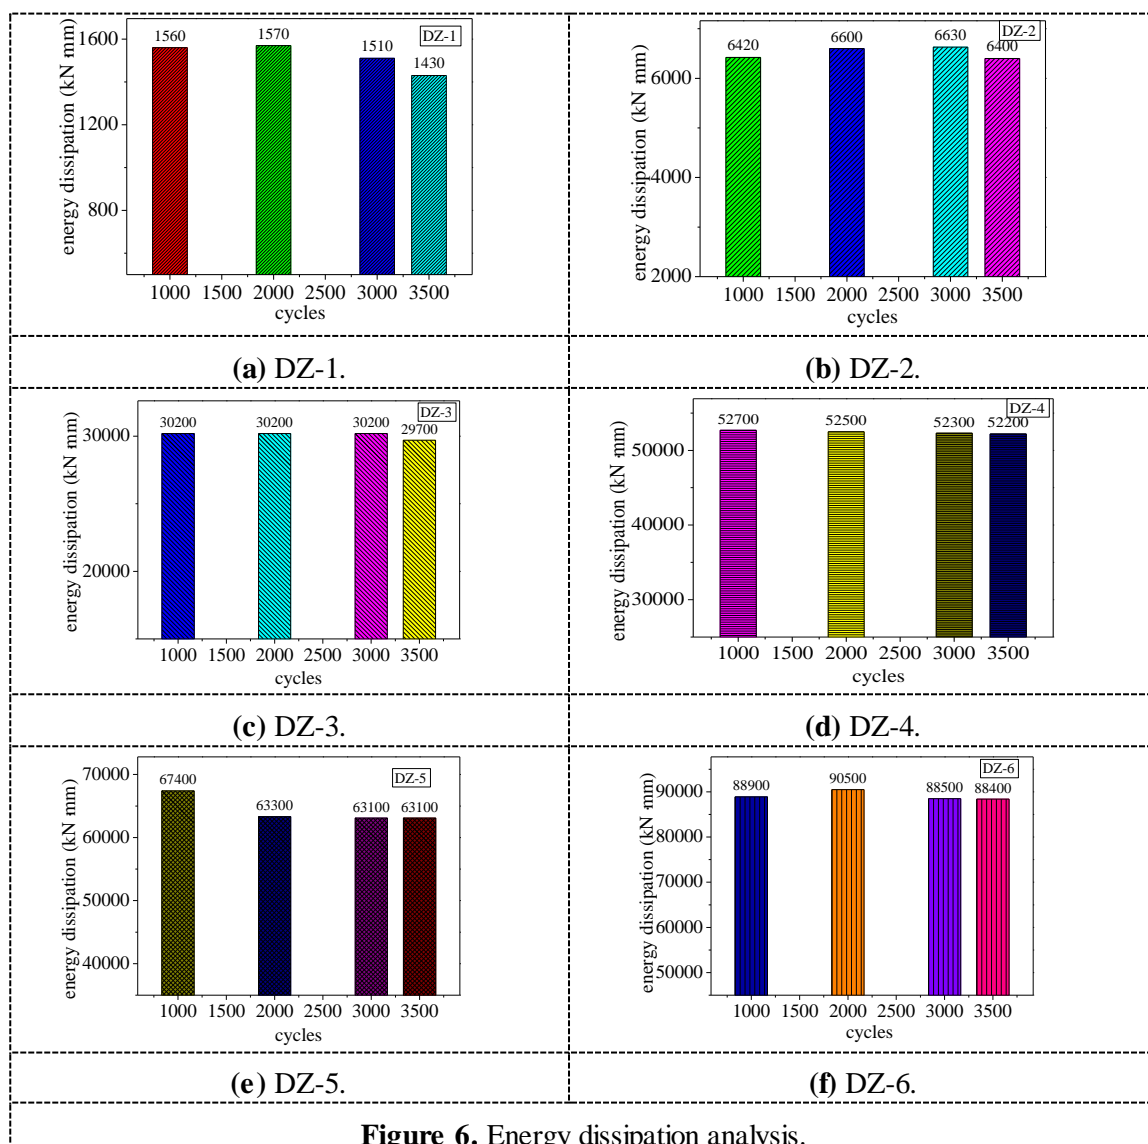 DZ-1
energy dissipation (kN mm)
1600
1200
800
1560
1570
1510
1430
1000 1500 2000 2500 3000 3500
cycles
DZ-2
energy dissipation (kN mm)
6000
4000
2000
6420
6600
6630
6400
1000 1500 2000 2500 3000 3500
cycles
(a) DZ-1.
(b) DZ-2.
DZ-3
energy dissipation (kN mm)
30000
20000
30200
30200
30200
29700
1000 1500 2000 2500 3000 3500
cycles
DZ-4
energy dissipation (kN mm)
50000
40000
30000
52700
52500
52300
52200
1000 1500 2000 2500 3000 3500
cycles
(c) DZ-3.
(d) DZ-4.
DZ-5
energy dissipation (kN mm)
70000
60000
50000
40000
67400
63300
63100
63100
1000 1500 2000 2500 3000 3500
cycles
DZ-6
energy dissipation (kN mm)
90000
80000
70000
60000
50000
88900
90500
88500
88400
1000 1500 2000 2500 3000 3500
cycles
(e) DZ-5.
(f) DZ-6.
Figure 6. Energy dissipation analysis.